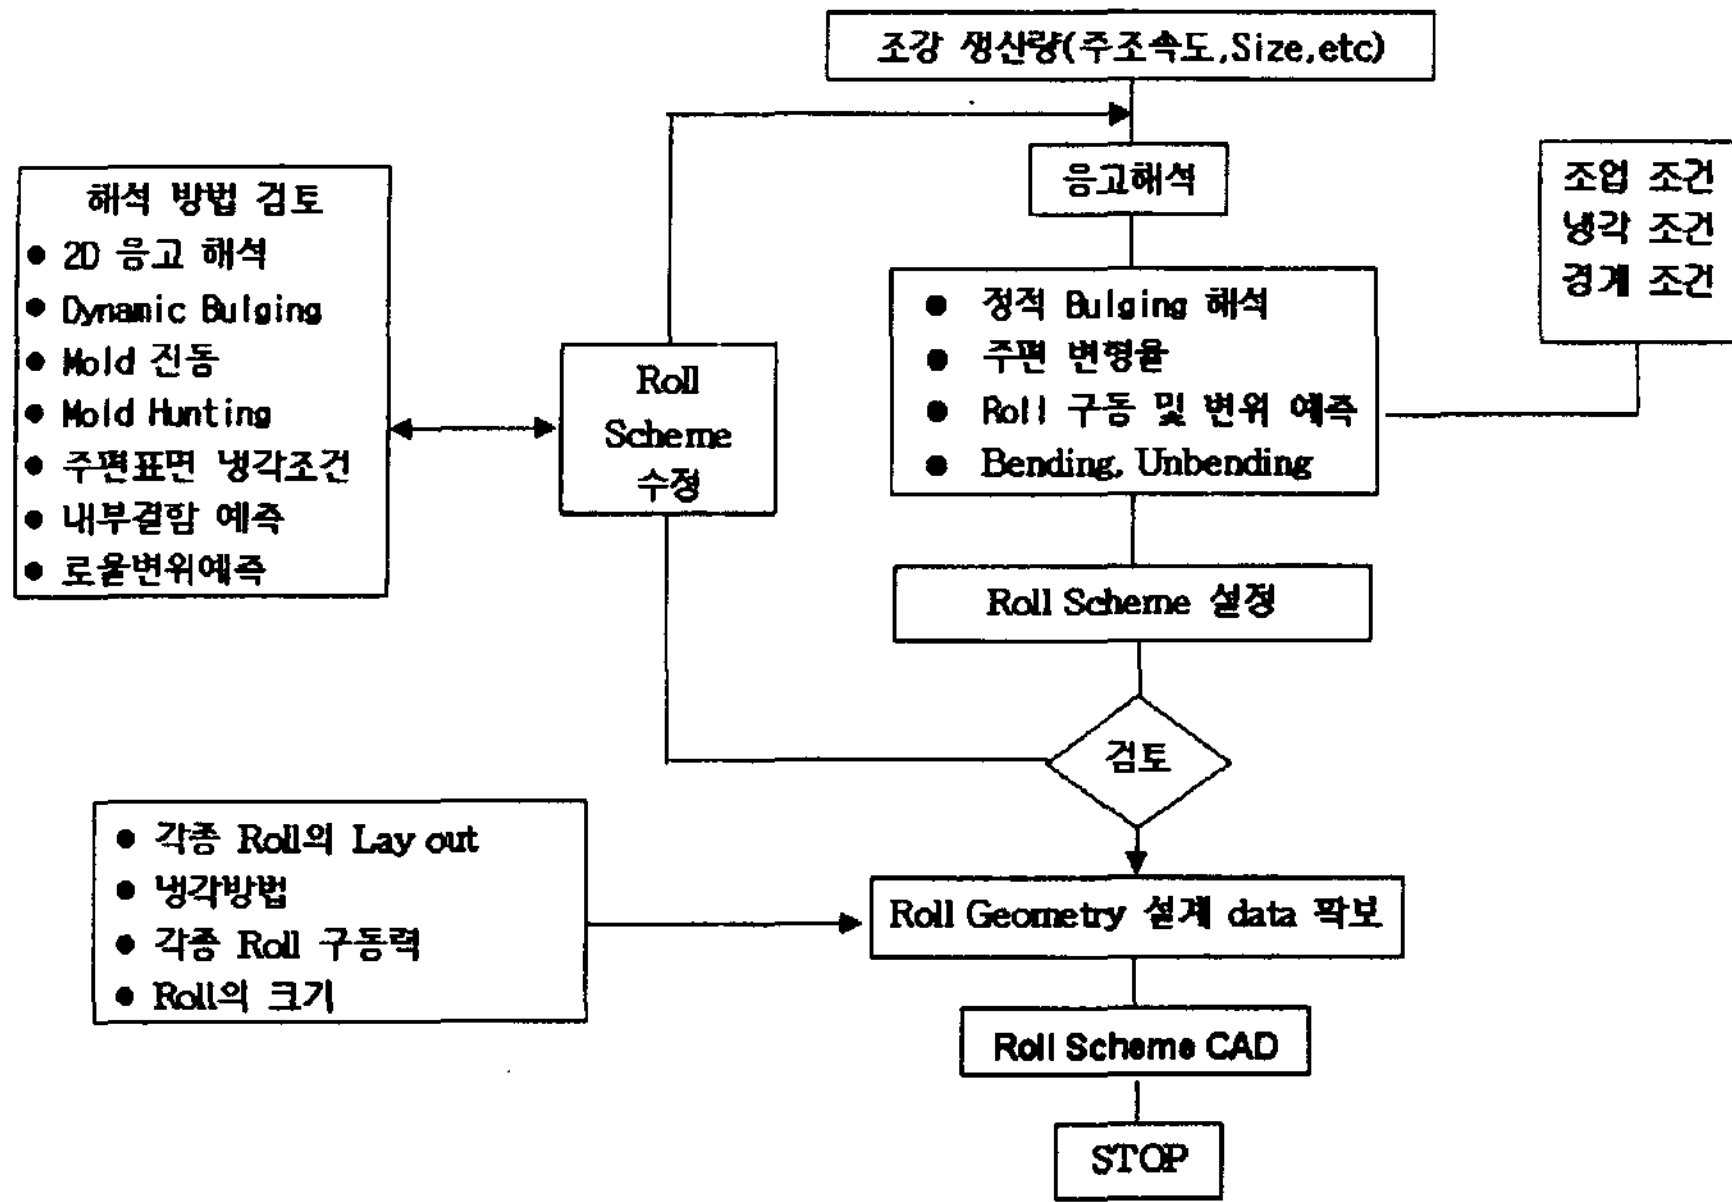 조강 생산량(주조속도,Size,etc)
응고해석
조업 조건
냉각 조건
경계 조건
해석 방법 검토
● 2D 응고 해석
● Dynamic Bulging
● Mold 진동
● Mold Hunting
● 주편표면 냉각조건
● 내부결함 예측
● 로울변위예측
Roll
Scheme
수정
● 정적 Bulging 해석
● 주편 변형율
● Roll 구동 및 변위 예측
● Bending, Unbending
Roll Scheme 설정
검토
● 각종 Roll의 Lay out
● 냉각방법
● 각종 Roll 구동력
● Roll의 크기
Roll Geometry 설계 data 확보
Roll Scheme CAD
STOP